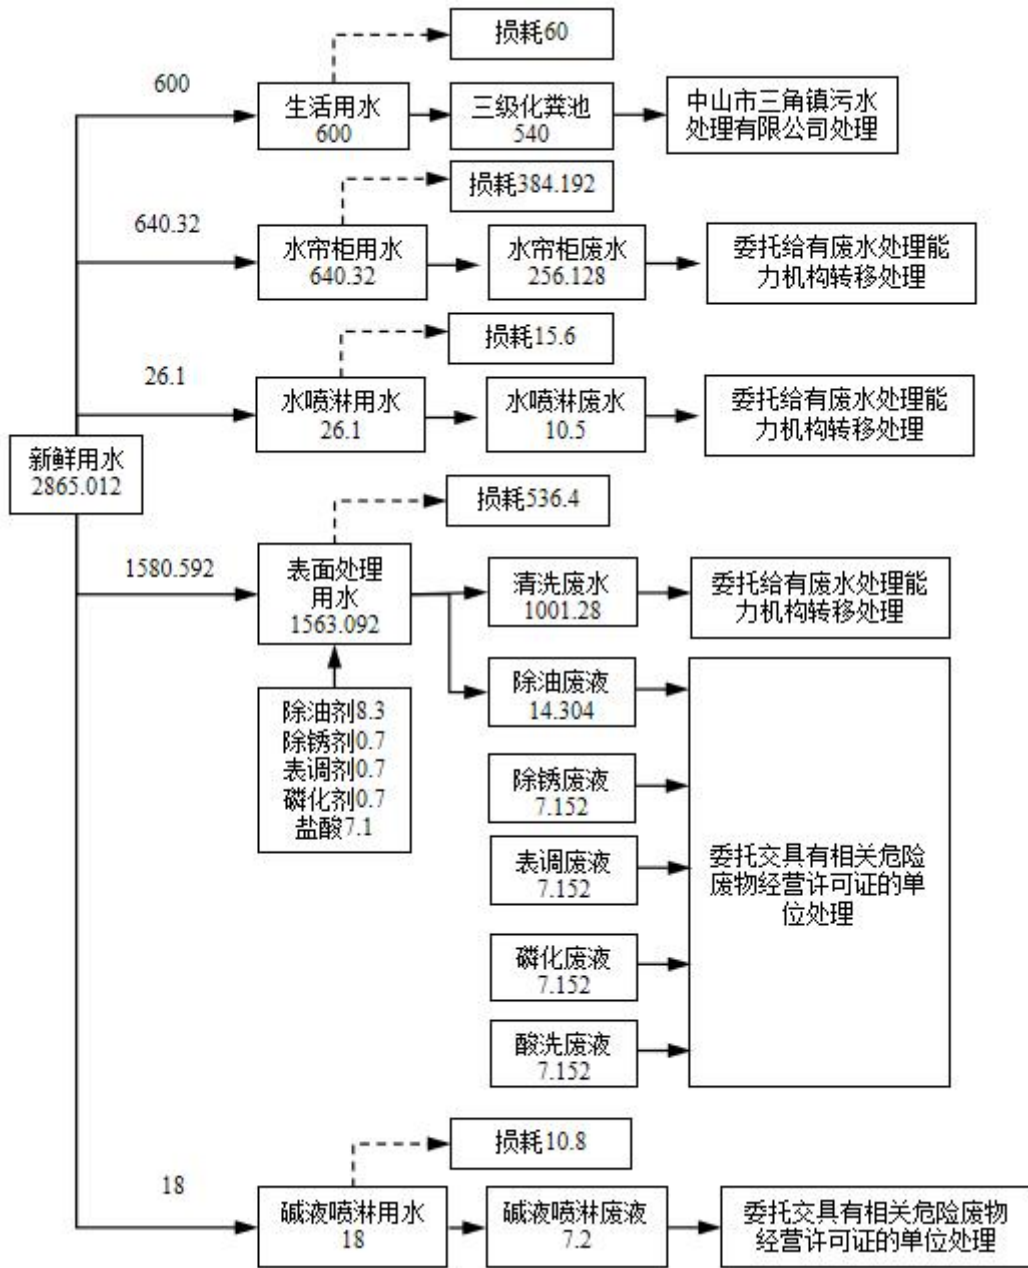 损耗60
600
生活用水
600
三级化粪池
540
中山市三角镇污水
处理有限公司处理
损耗384.192
640.32
水帘柜用水
640.32
水帘柜废水
256.128
委托给有废水处理能
力机构转移处理
损耗15.6
26.1
水喷淋用水
26.1
水喷淋废水
10.5
委托给有废水处理能
力机构转移处理
新鲜用水
2865.012
损耗536.4
1580.592
表面处理
用水
1563.092
清洗废水
1001.28
委托给有废水处理能
力机构转移处理
除油剂8.3
除锈剂0.7
表调剂0.7
磷化剂0.7
盐酸7.1
除油废液
14.304
除锈废液
7.152
表调废液
7.152
磷化废液
7.152
酸洗废液
7.152
委托交具有相关危险
废物经营许可证的单
位处理
损耗10.8
18
碱液喷淋用水
18
碱液喷淋废液
7.2
委托交具有相关危险废物
经营许可证的单位处理